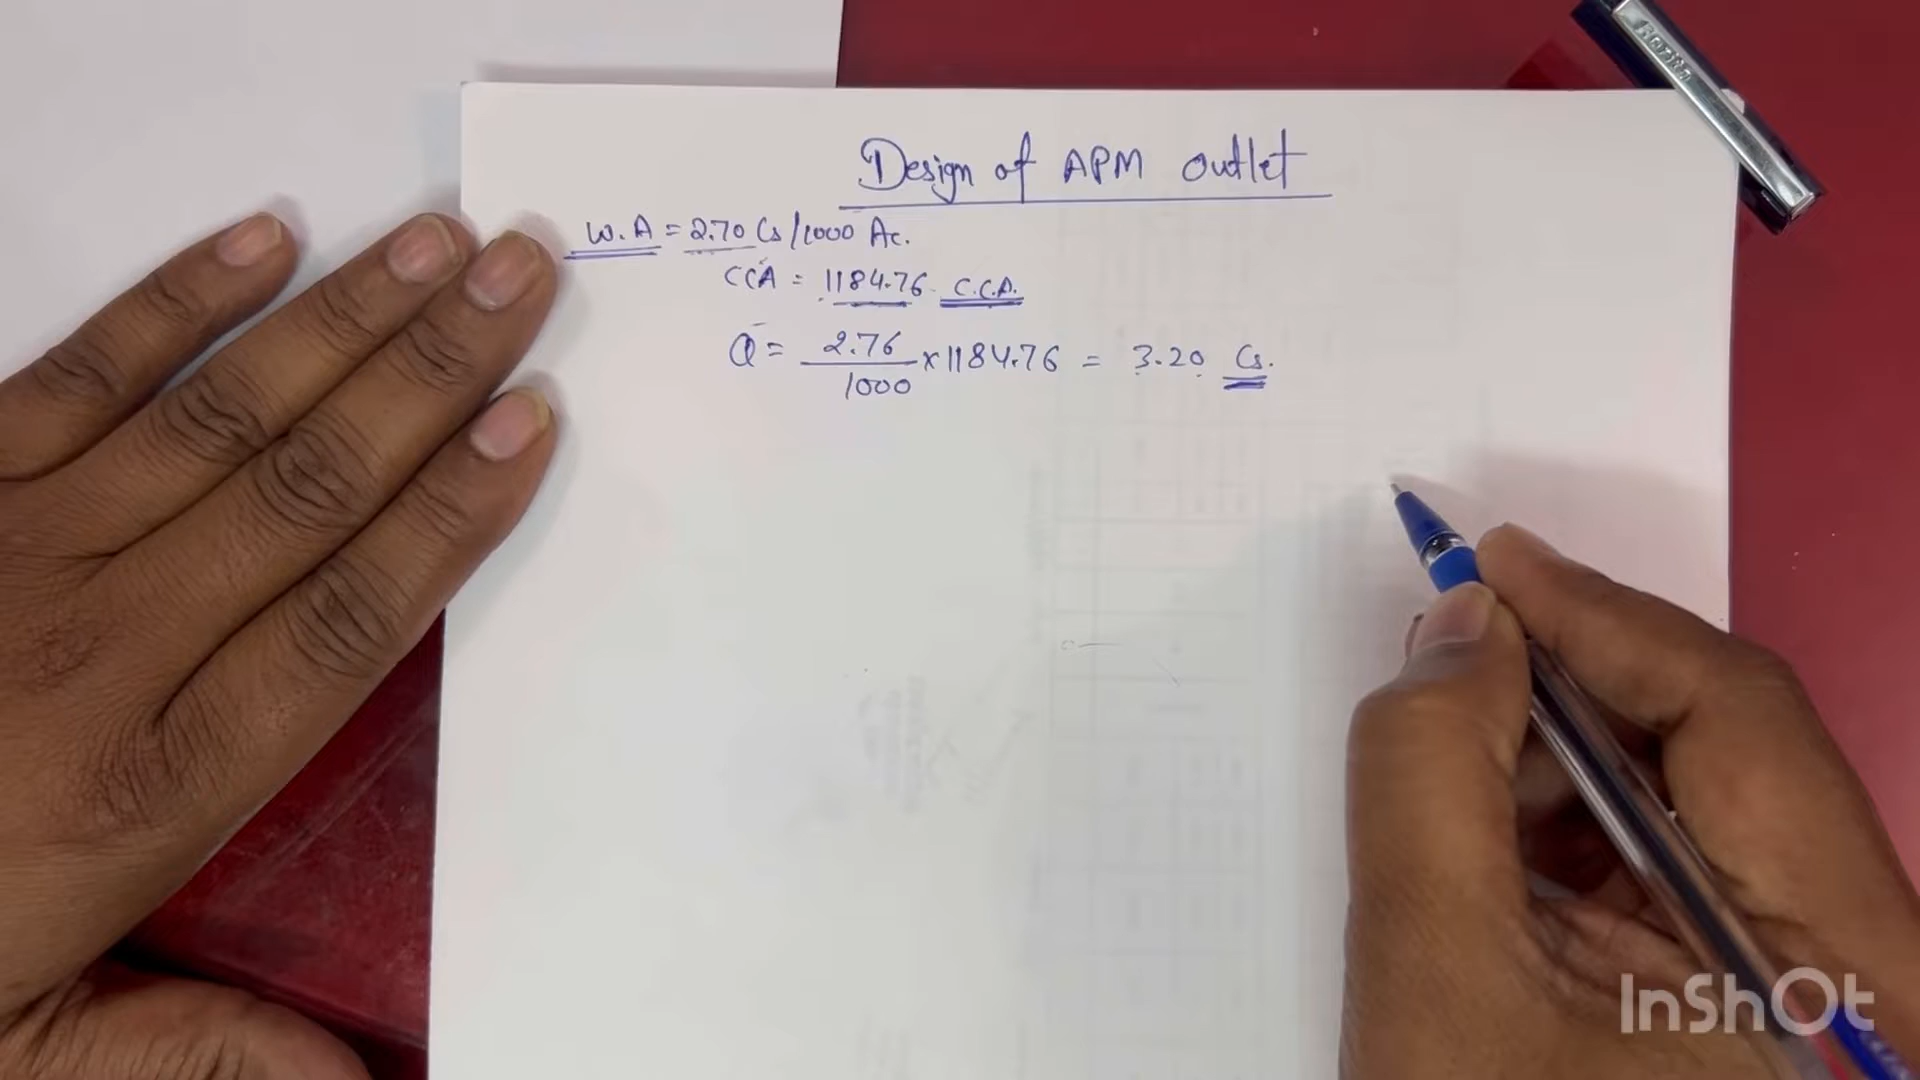 Design of APM outlet
W.A = 2.70 Cs/1000 Ac.
CCA = 1184.76 C.C.A.
Q = 2.76/1000 x 1184.76 = 3.20 Cs.
Rorito
InShOt